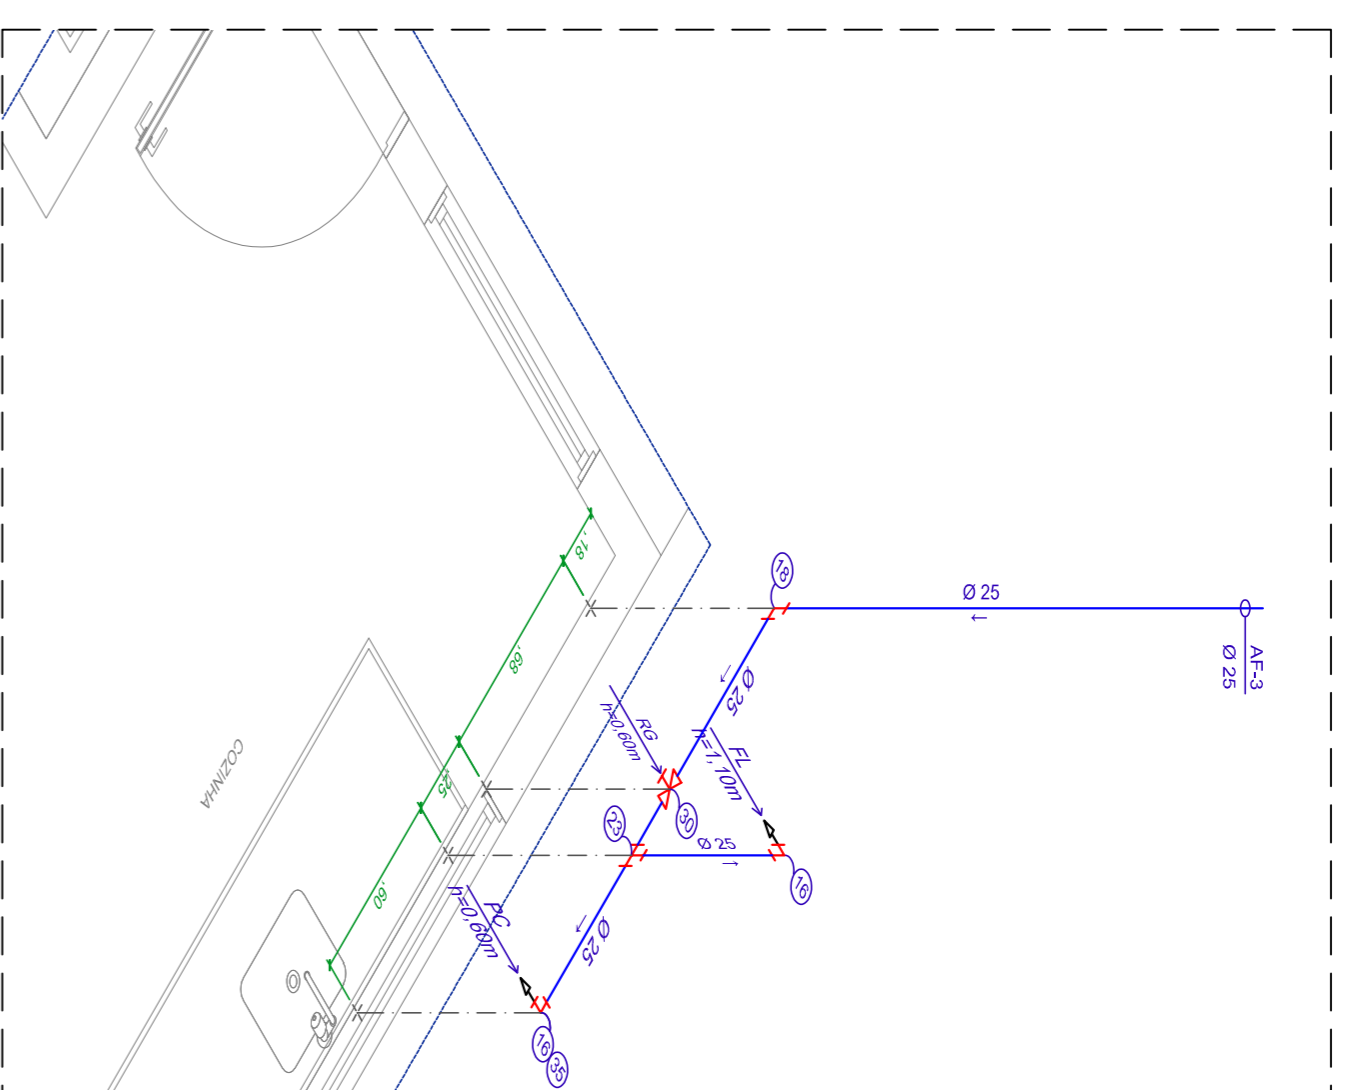 18
Ø 25
←
AF-3
Ø 25
.18
.68
← Ø 25
RG
h=0,60m
FL
h=1,10m
COZINHA
.25
30
23
Ø 25
→
16
.60
PC
h=0,60m
← Ø 25
16
35